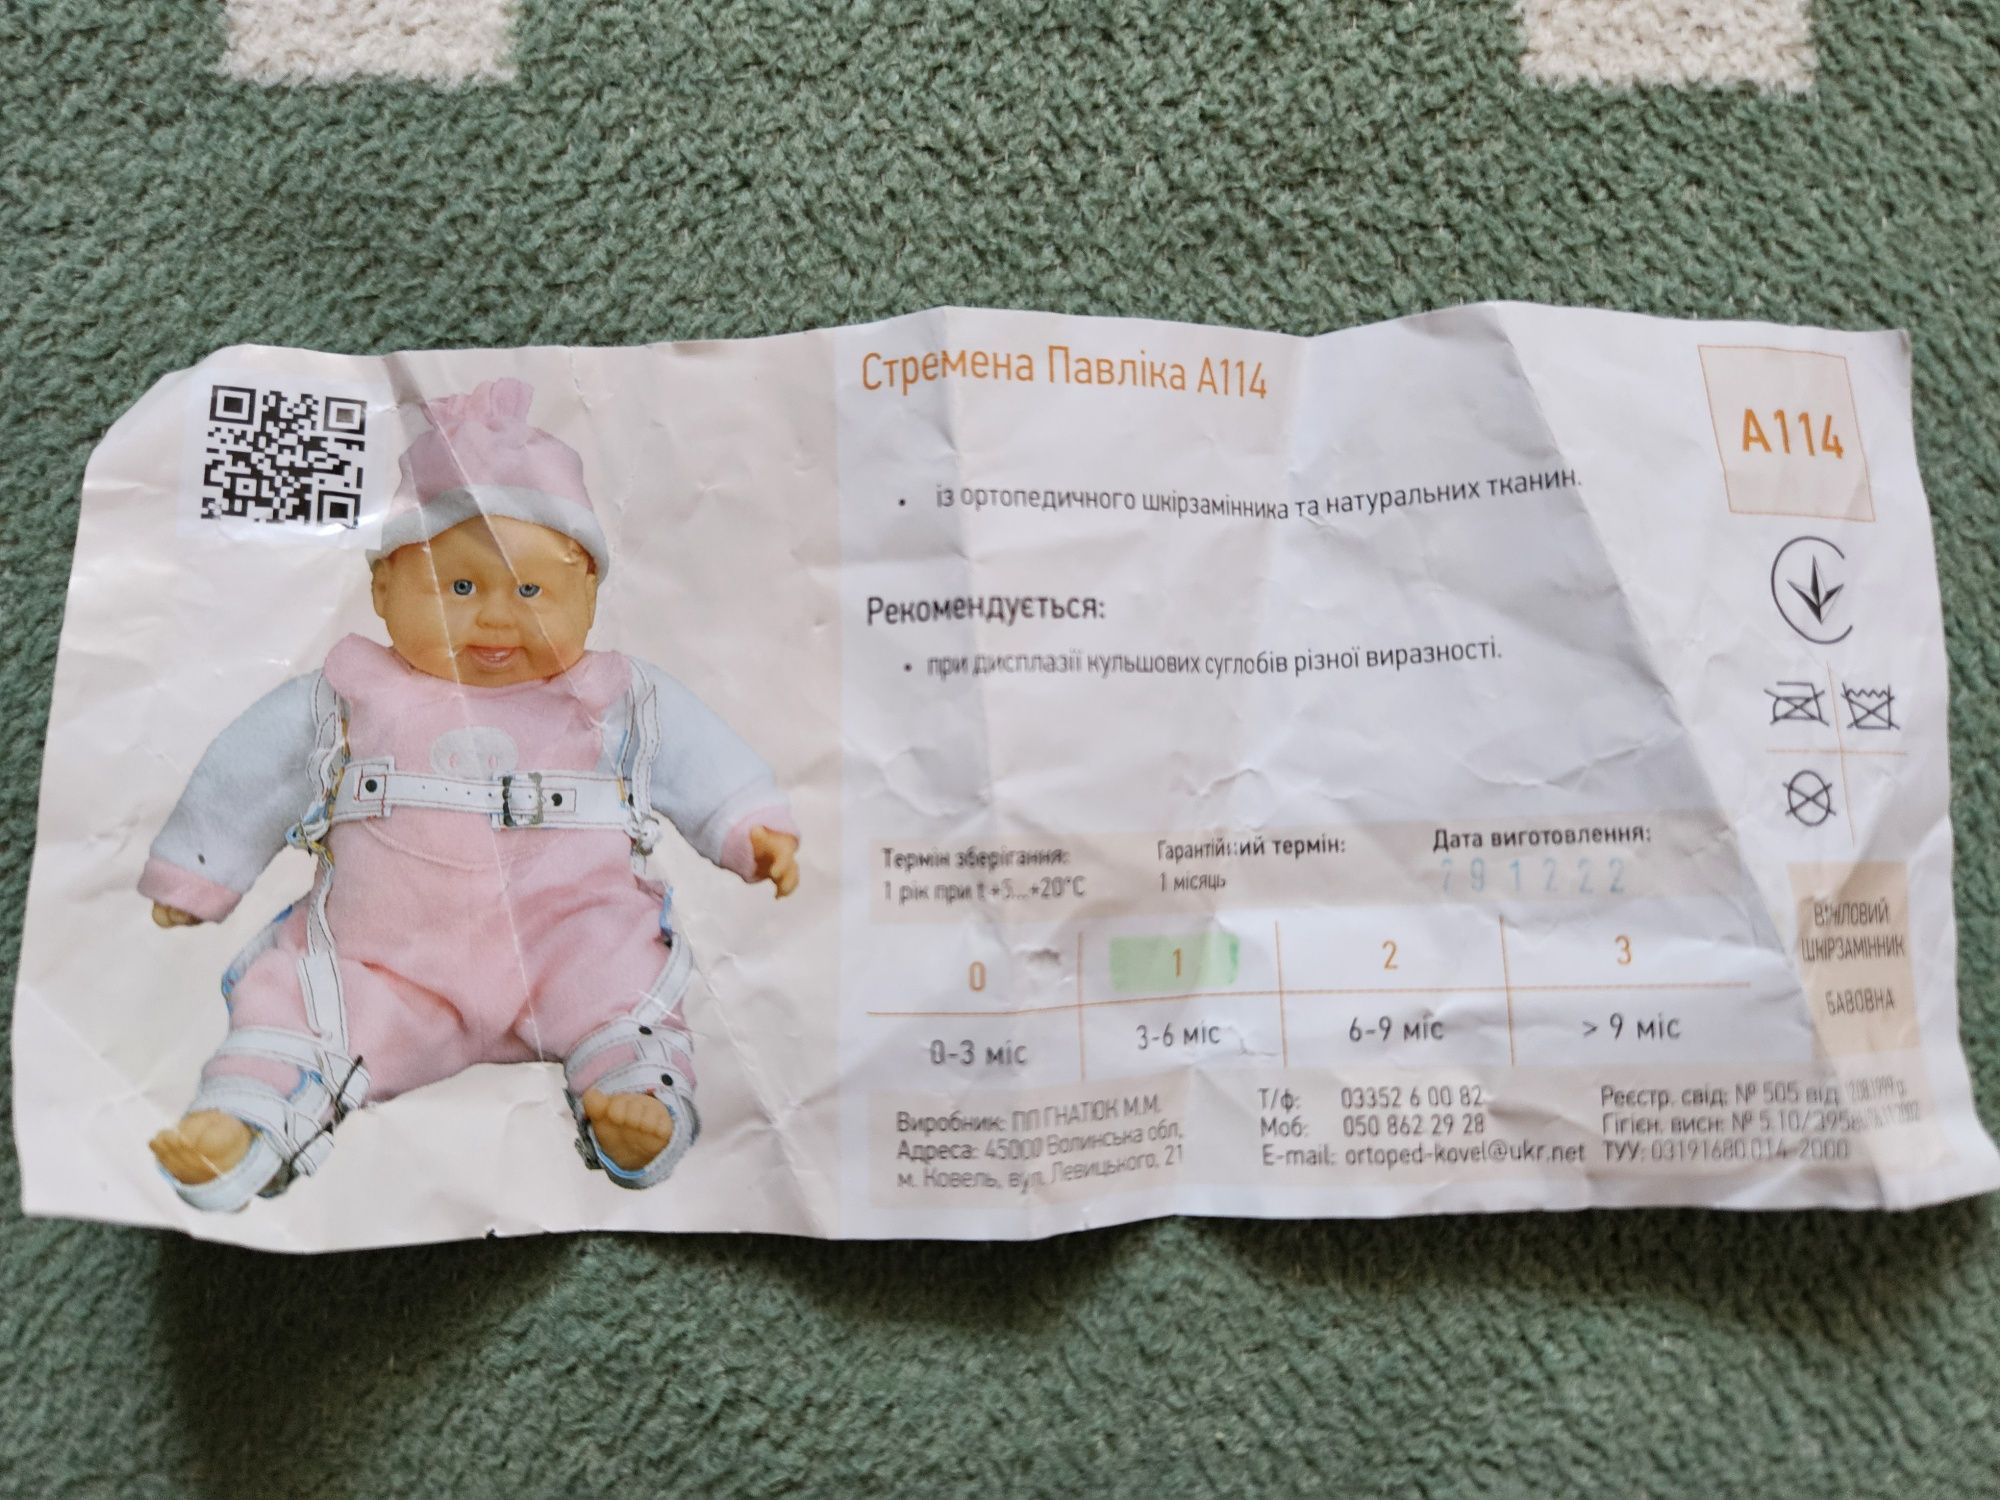 Стремена Павліка А114
А114
• із ортопедичного шкірзамінника та натуральних тканин.
Рекомендується:
• при дисплазії кульшових суглобів різної виразності.
Термін зберігання:
1 рік при t +5...+20°С
Гарантійний термін:
1 місяць
Дата виготовлення:
291222
ВІНІЛОВИЙ
ШКІРЗАМІННИК
БАВОВНА
0 1 2 3
0-3 міс 3-6 міс 6-9 міс > 9 міс
Виробник: ПП ГНАТЮК М.М.
Адреса: 45000 Волинська обл,
м. Ковель, вул. Левицького, 21
Т/ф: 03352 6 00 82
Моб: 050 862 29 28
E-mail: ortoped-kovel@ukr.net
Реєстр. свід: № 505 від
Гігієн. висн: № 5.10/395
ТУУ: 03191680.014-2000